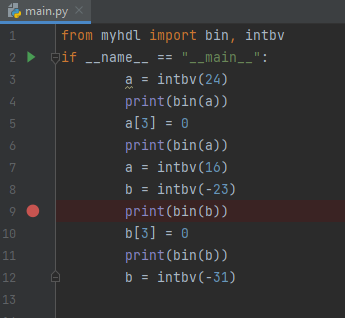 main.py ×
1 from myhdl import bin, intbv
2 if __name__ == "__main__":
3 a = intbv(24)
4 print(bin(a))
5 a[3] = 0
6 print(bin(a))
7 a = intbv(16)
8 b = intbv(-23)
9 print(bin(b))
10 b[3] = 0
11 print(bin(b))
12 b = intbv(-31)
13